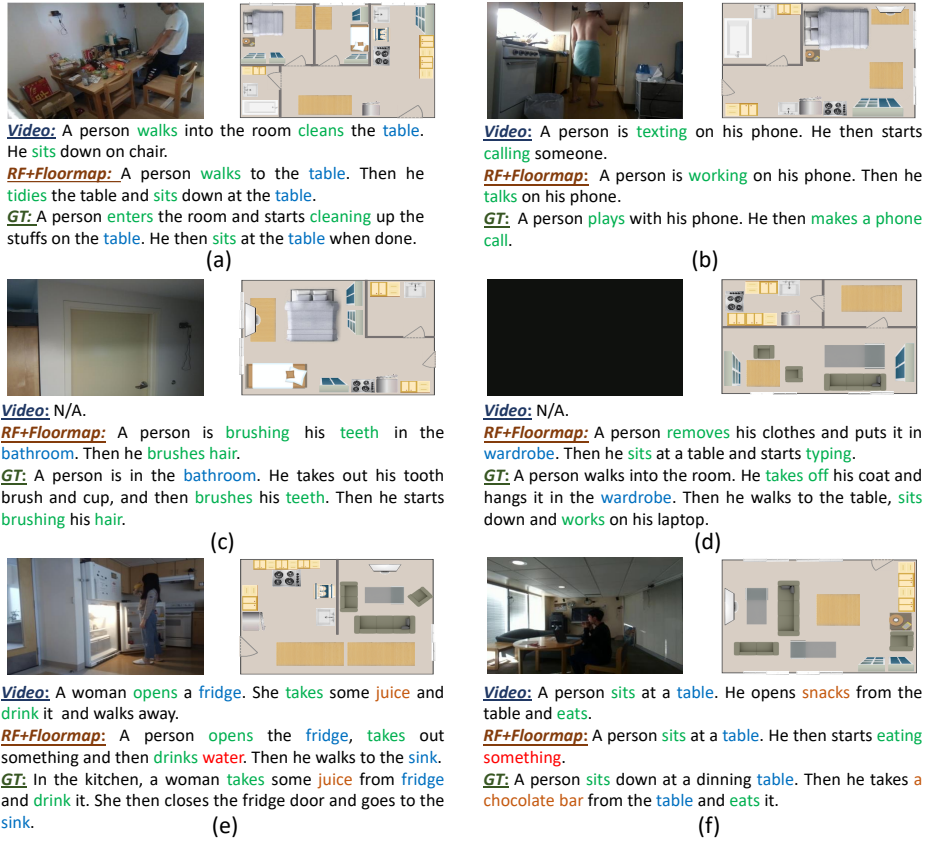 Video: A person walks into the room cleans the table.
He sits down on chair.
RF+Floormap: A person walks to the table. Then he
tidies the table and sits down at the table.
GT: A person enters the room and starts cleaning up the
stuffs on the table. He then sits at the table when done.
(a)
Video: A person is texting on his phone. He then starts
calling someone.
RF+Floormap: A person is working on his phone. Then he
talks on his phone.
GT: A person plays with his phone. He then makes a phone
call.
(b)
Video: N/A.
RF+Floormap: A person is brushing his teeth in the
bathroom. Then he brushes hair.
GT: A person is in the bathroom. He takes out his tooth
brush and cup, and then brushes his teeth. Then he starts
brushing his hair.
(c)
Video: N/A.
RF+Floormap: A person removes his clothes and puts it in
wardrobe. Then he sits at a table and starts typing.
GT: A person walks into the room. He takes off his coat and
hangs it in the wardrobe. Then he walks to the table, sits
down and works on his laptop.
(d)
Video: A woman opens a fridge. She takes some juice and
drink it and walks away.
RF+Floormap: A person opens the fridge, takes out
something and then drinks water. Then he walks to the sink.
GT: In the kitchen, a woman takes some juice from fridge
and drink it. She then closes the fridge door and goes to the
sink.
(e)
Video: A person sits at a table. He opens snacks from the
table and eats.
RF+Floormap: A person sits at a table. He then starts eating
something.
GT: A person sits down at a dinning table. Then he takes a
chocolate bar from the table and eats it.
(f)